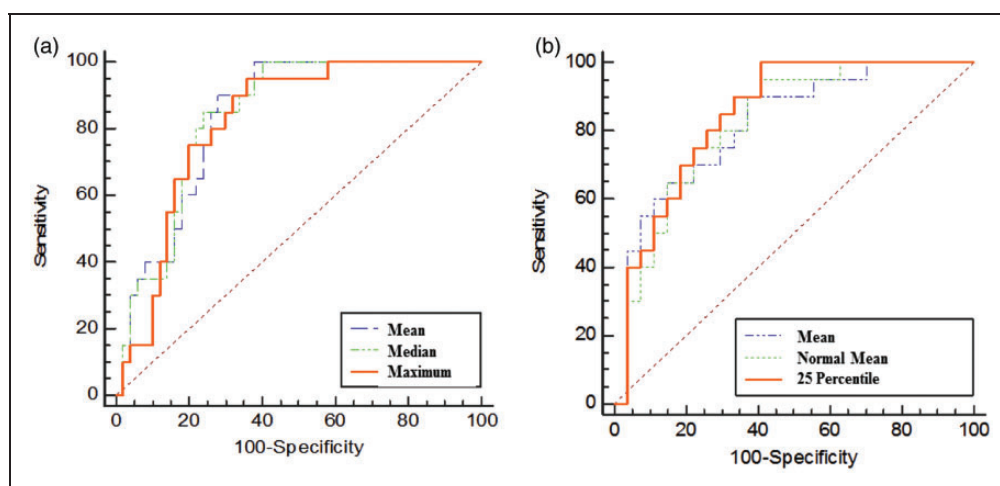 (a)
100
80
60
40
20
0
Sensitivity
0 20 40 60 80 100
100-Specificity
Mean
Median
Maximum
(b)
100
80
60
40
20
0
Sensitivity
0 20 40 60 80 100
100-Specificity
Mean
Normal Mean
25 Percentile